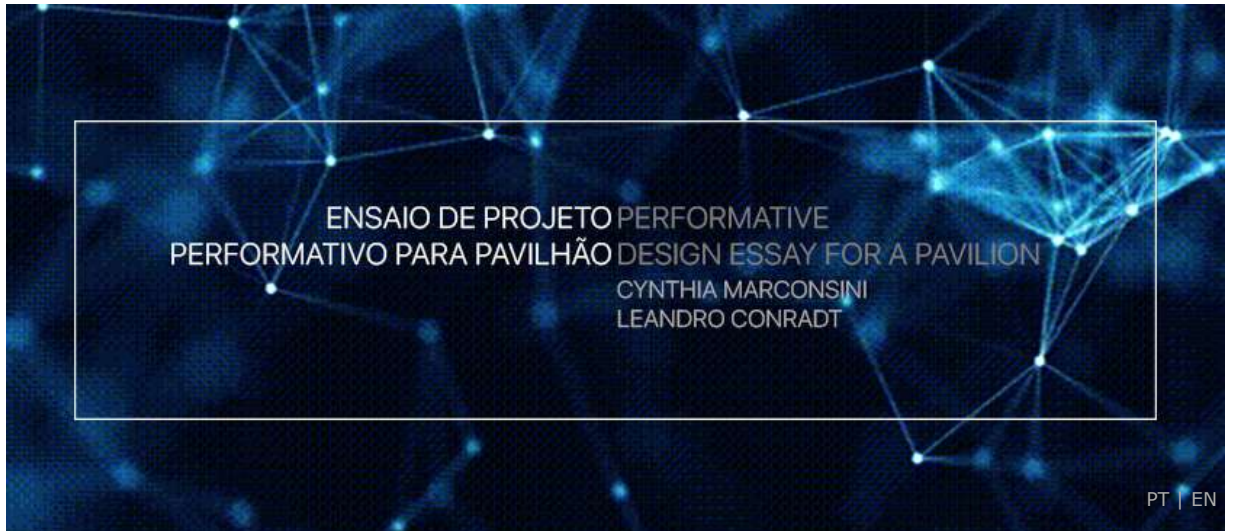 ENSAIO DE PROJETO PERFORMATIVE
PERFORMATIVO PARA PAVILHÃO DESIGN ESSAY FOR A PAVILION
CYNTHIA MARCONSINI
LEANDRO CONRADT
PT | EN